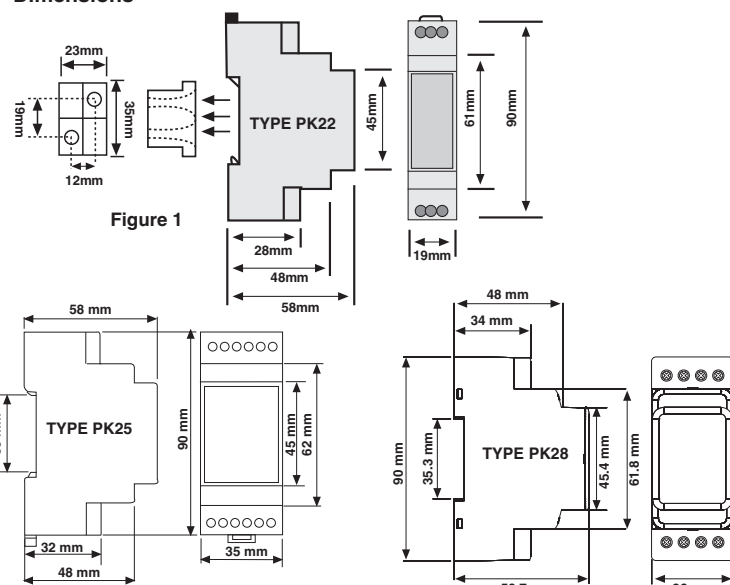 23mm
19mm
35mm
12mm
TYPE PK22
45mm
61mm
90mm
Figure 1
28mm
19mm
48mm
58mm
58 mm
TYPE PK25
90 mm
45 mm
62 mm
32 mm
48 mm
35 mm
48 mm
34 mm
90 mm
35.3 mm
TYPE PK28
45.4 mm
61.8 mm